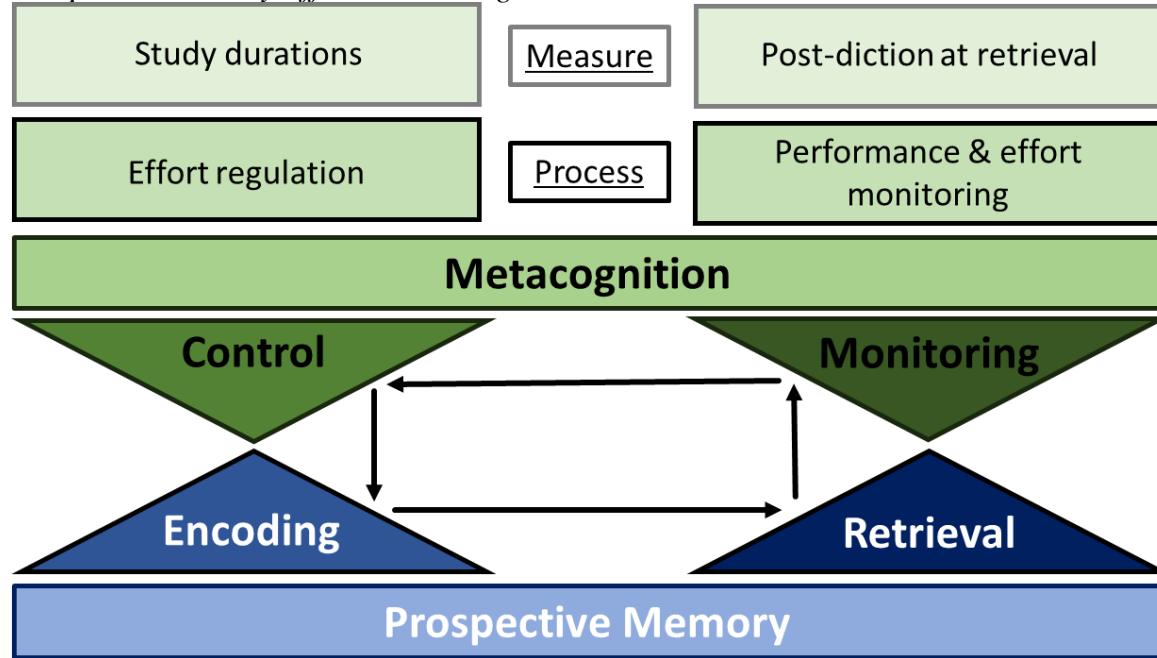 Study durations
Measure
Post-diction at retrieval
Effort regulation
Process
Performance & effort
monitoring
Metacognition
Control
Monitoring
Encoding
Retrieval
Prospective Memory